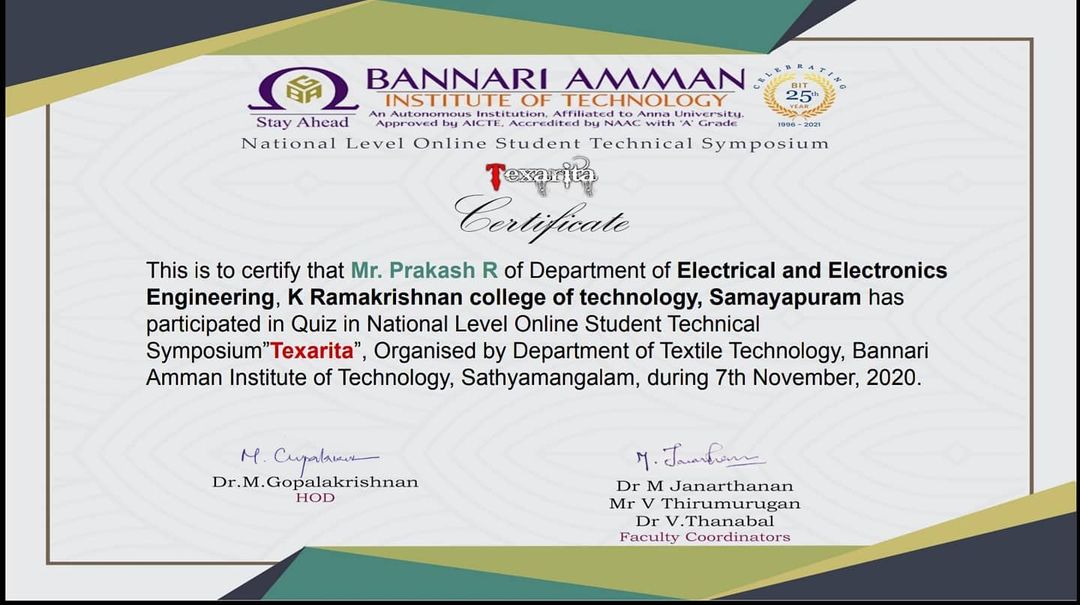 BANNARI AMMAN
INSTITUTE OF TECHNOLOGY
An Autonomous Institution, Affiliated to Anna University,
Approved by AICTE, Accredited by NAAC with 'A' Grade
BGAA
Stay Ahead
CELEBRATING
BIT
25th
YEAR
1996 - 2021
National Level Online Student Technical Symposium
Texarita
Certificate
This is to certify that Mr. Prakash R of Department of Electrical and Electronics
Engineering, K Ramakrishnan college of technology, Samayapuram has
participated in Quiz in National Level Online Student Technical
Symposium”Texarita”, Organised by Department of Textile Technology, Bannari
Amman Institute of Technology, Sathyamangalam, during 7th November, 2020.
Dr.M.Gopalakrishnan
HOD
Dr M Janarthanan
Mr V Thirumurugan
Dr V.Thanabal
Faculty Coordinators